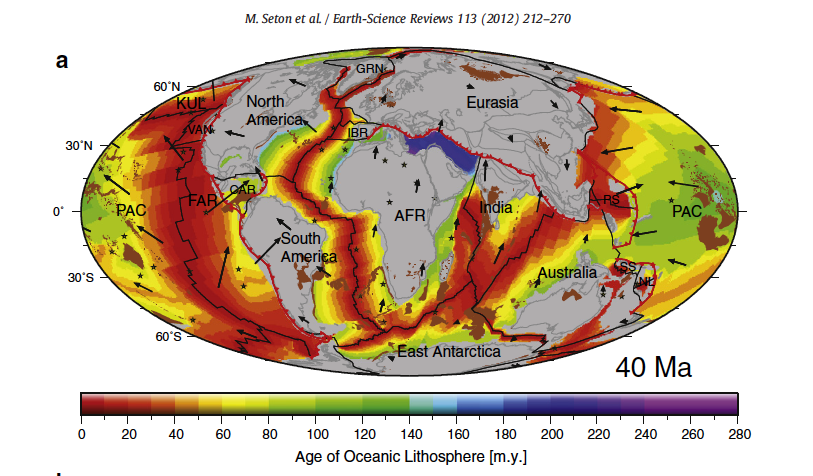 M. Seton et al. / Earth-Science Reviews 113 (2012) 212–270
a
60°N
30°N
0°
30°S
60°S
GRN
KUL
North
America
Eurasia
VAN
IBR
CAR
FAR
PAC
AFR
India
PS
PAC
South
America
Australia
SS
NL
East Antarctica
40 Ma
0 20 40 60 80 100 120 140 160 180 200 220 240 260 280
Age of Oceanic Lithosphere [m.y.]